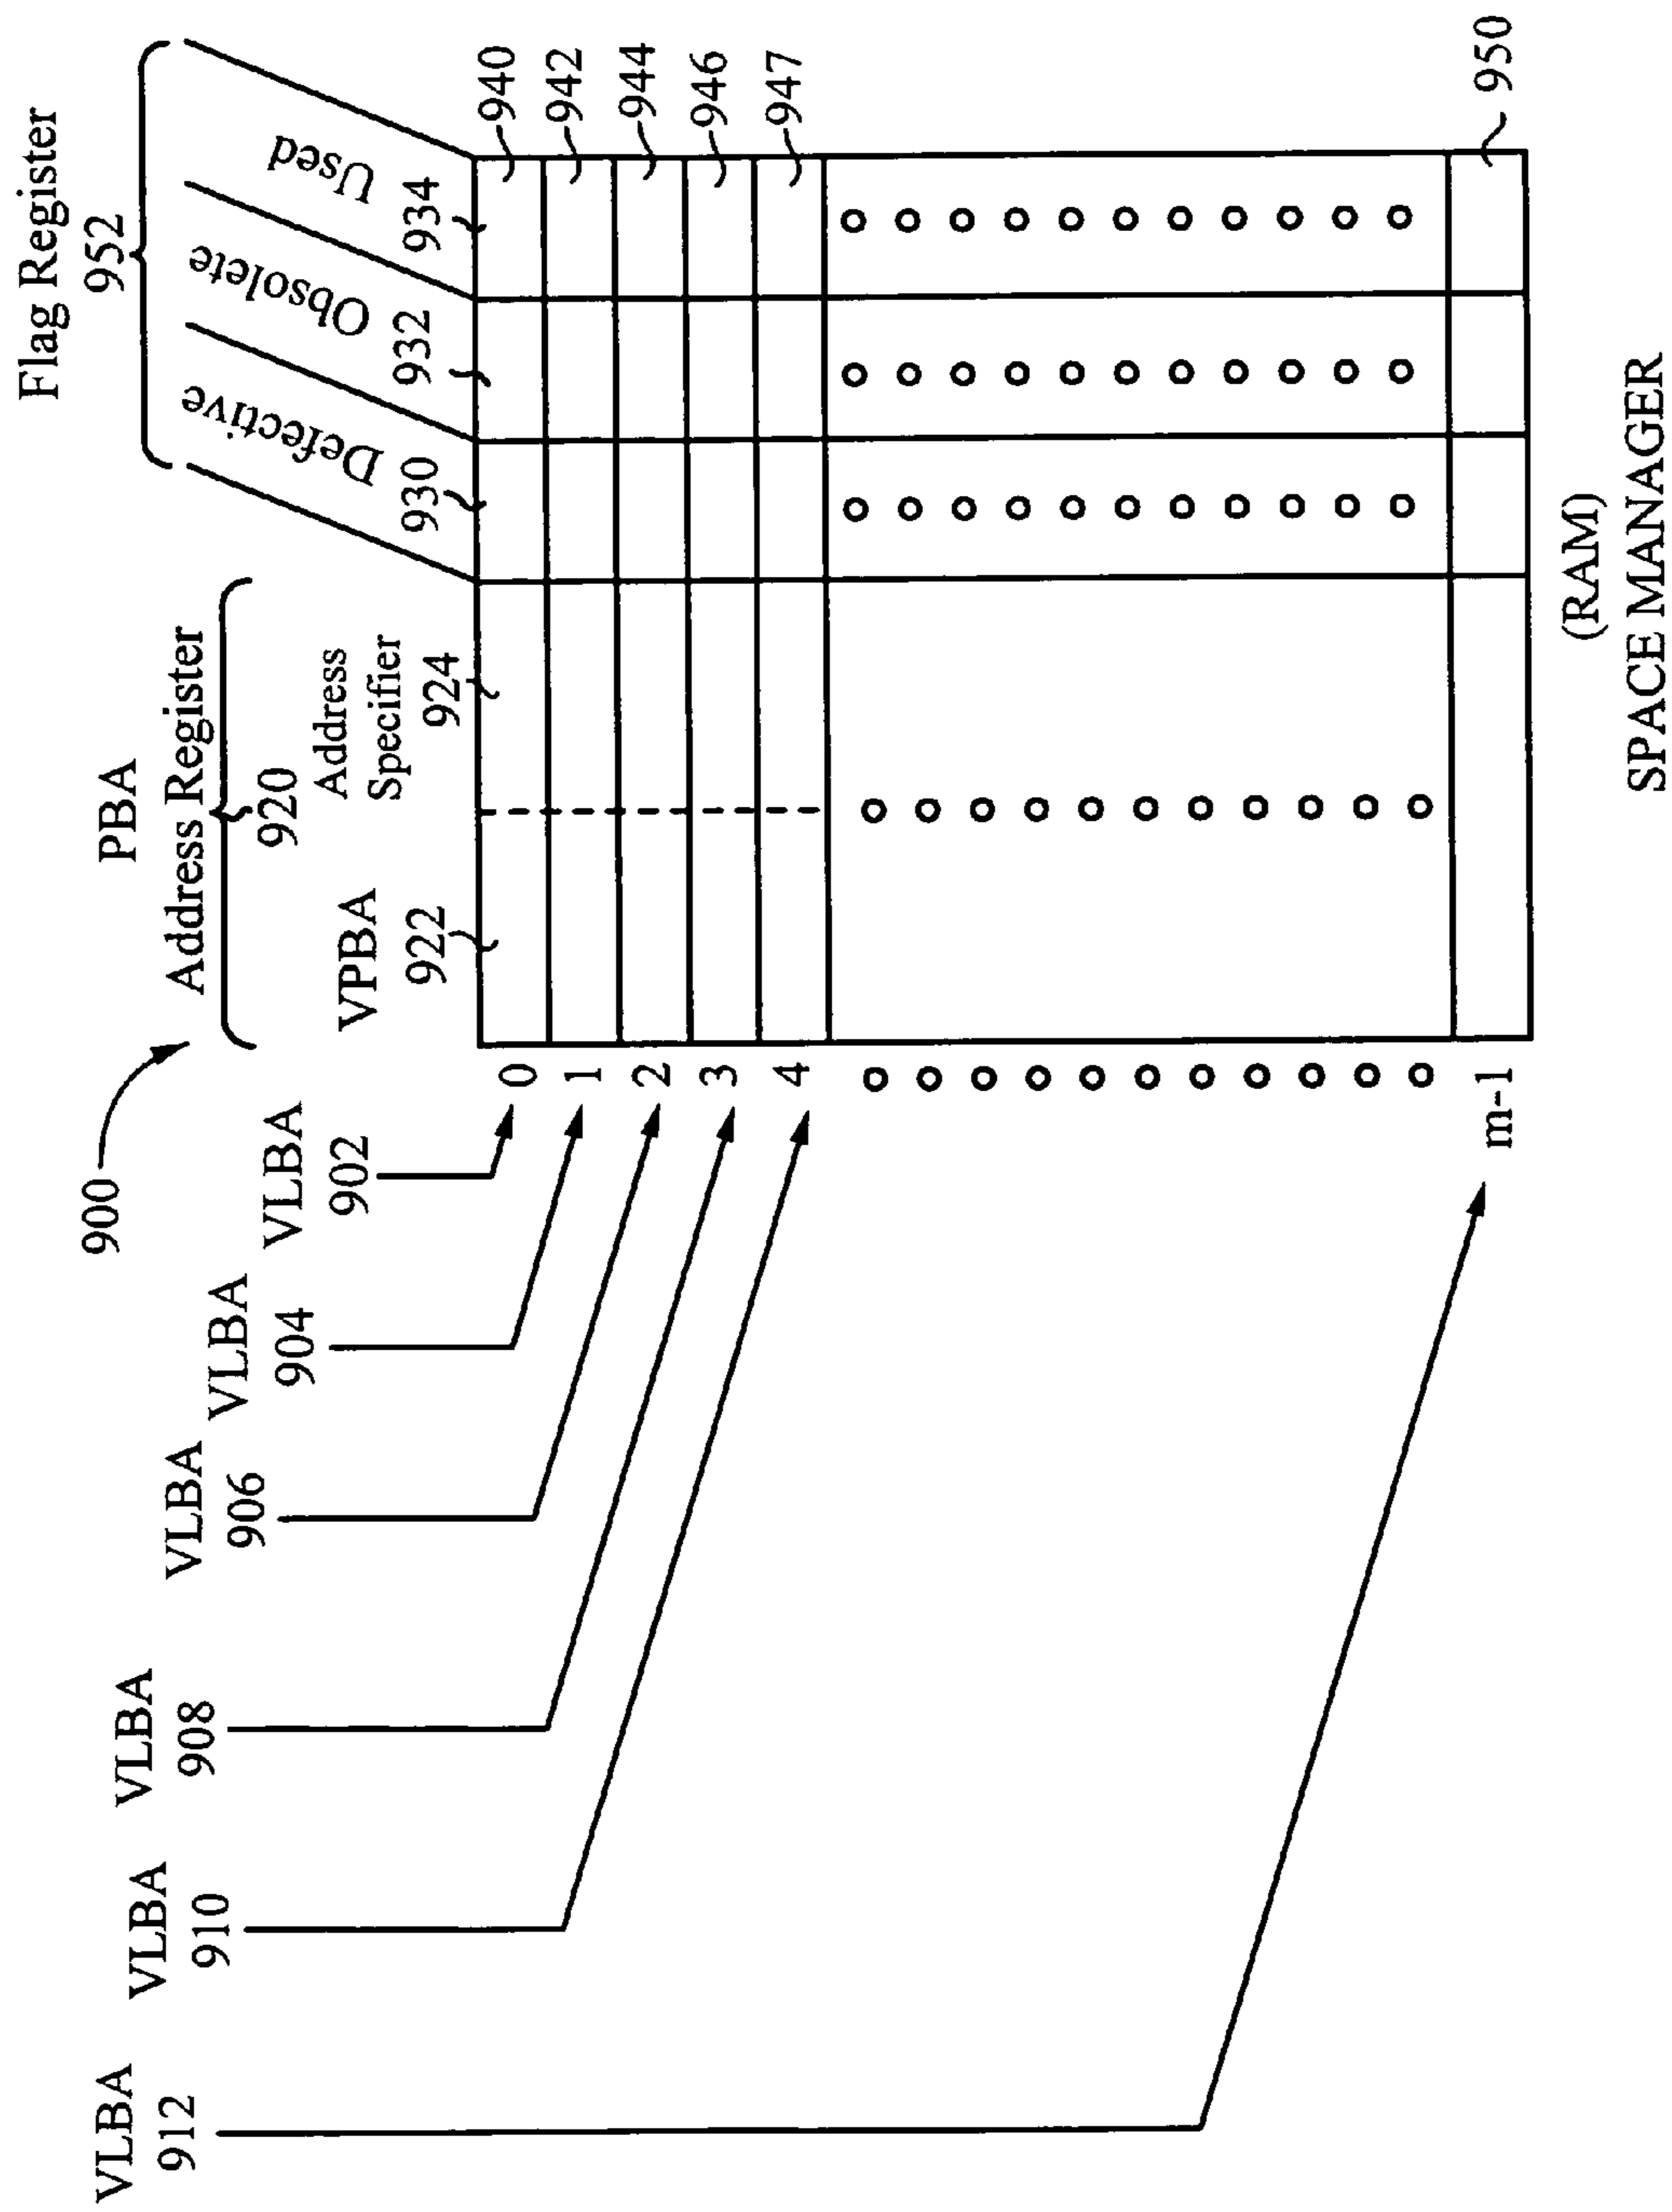 Flag Register
952
PBA
Address Register
920
900
Defective
Obsolete
Used
VPBA
922
Address
Specifier
924
930
932
934
VLBA
912
VLBA
910
VLBA
908
VLBA
906
VLBA
904
VLBA
902
0
940
1
942
2
944
3
946
4
947
m-1
950
(RAM)
SPACE MANAGER